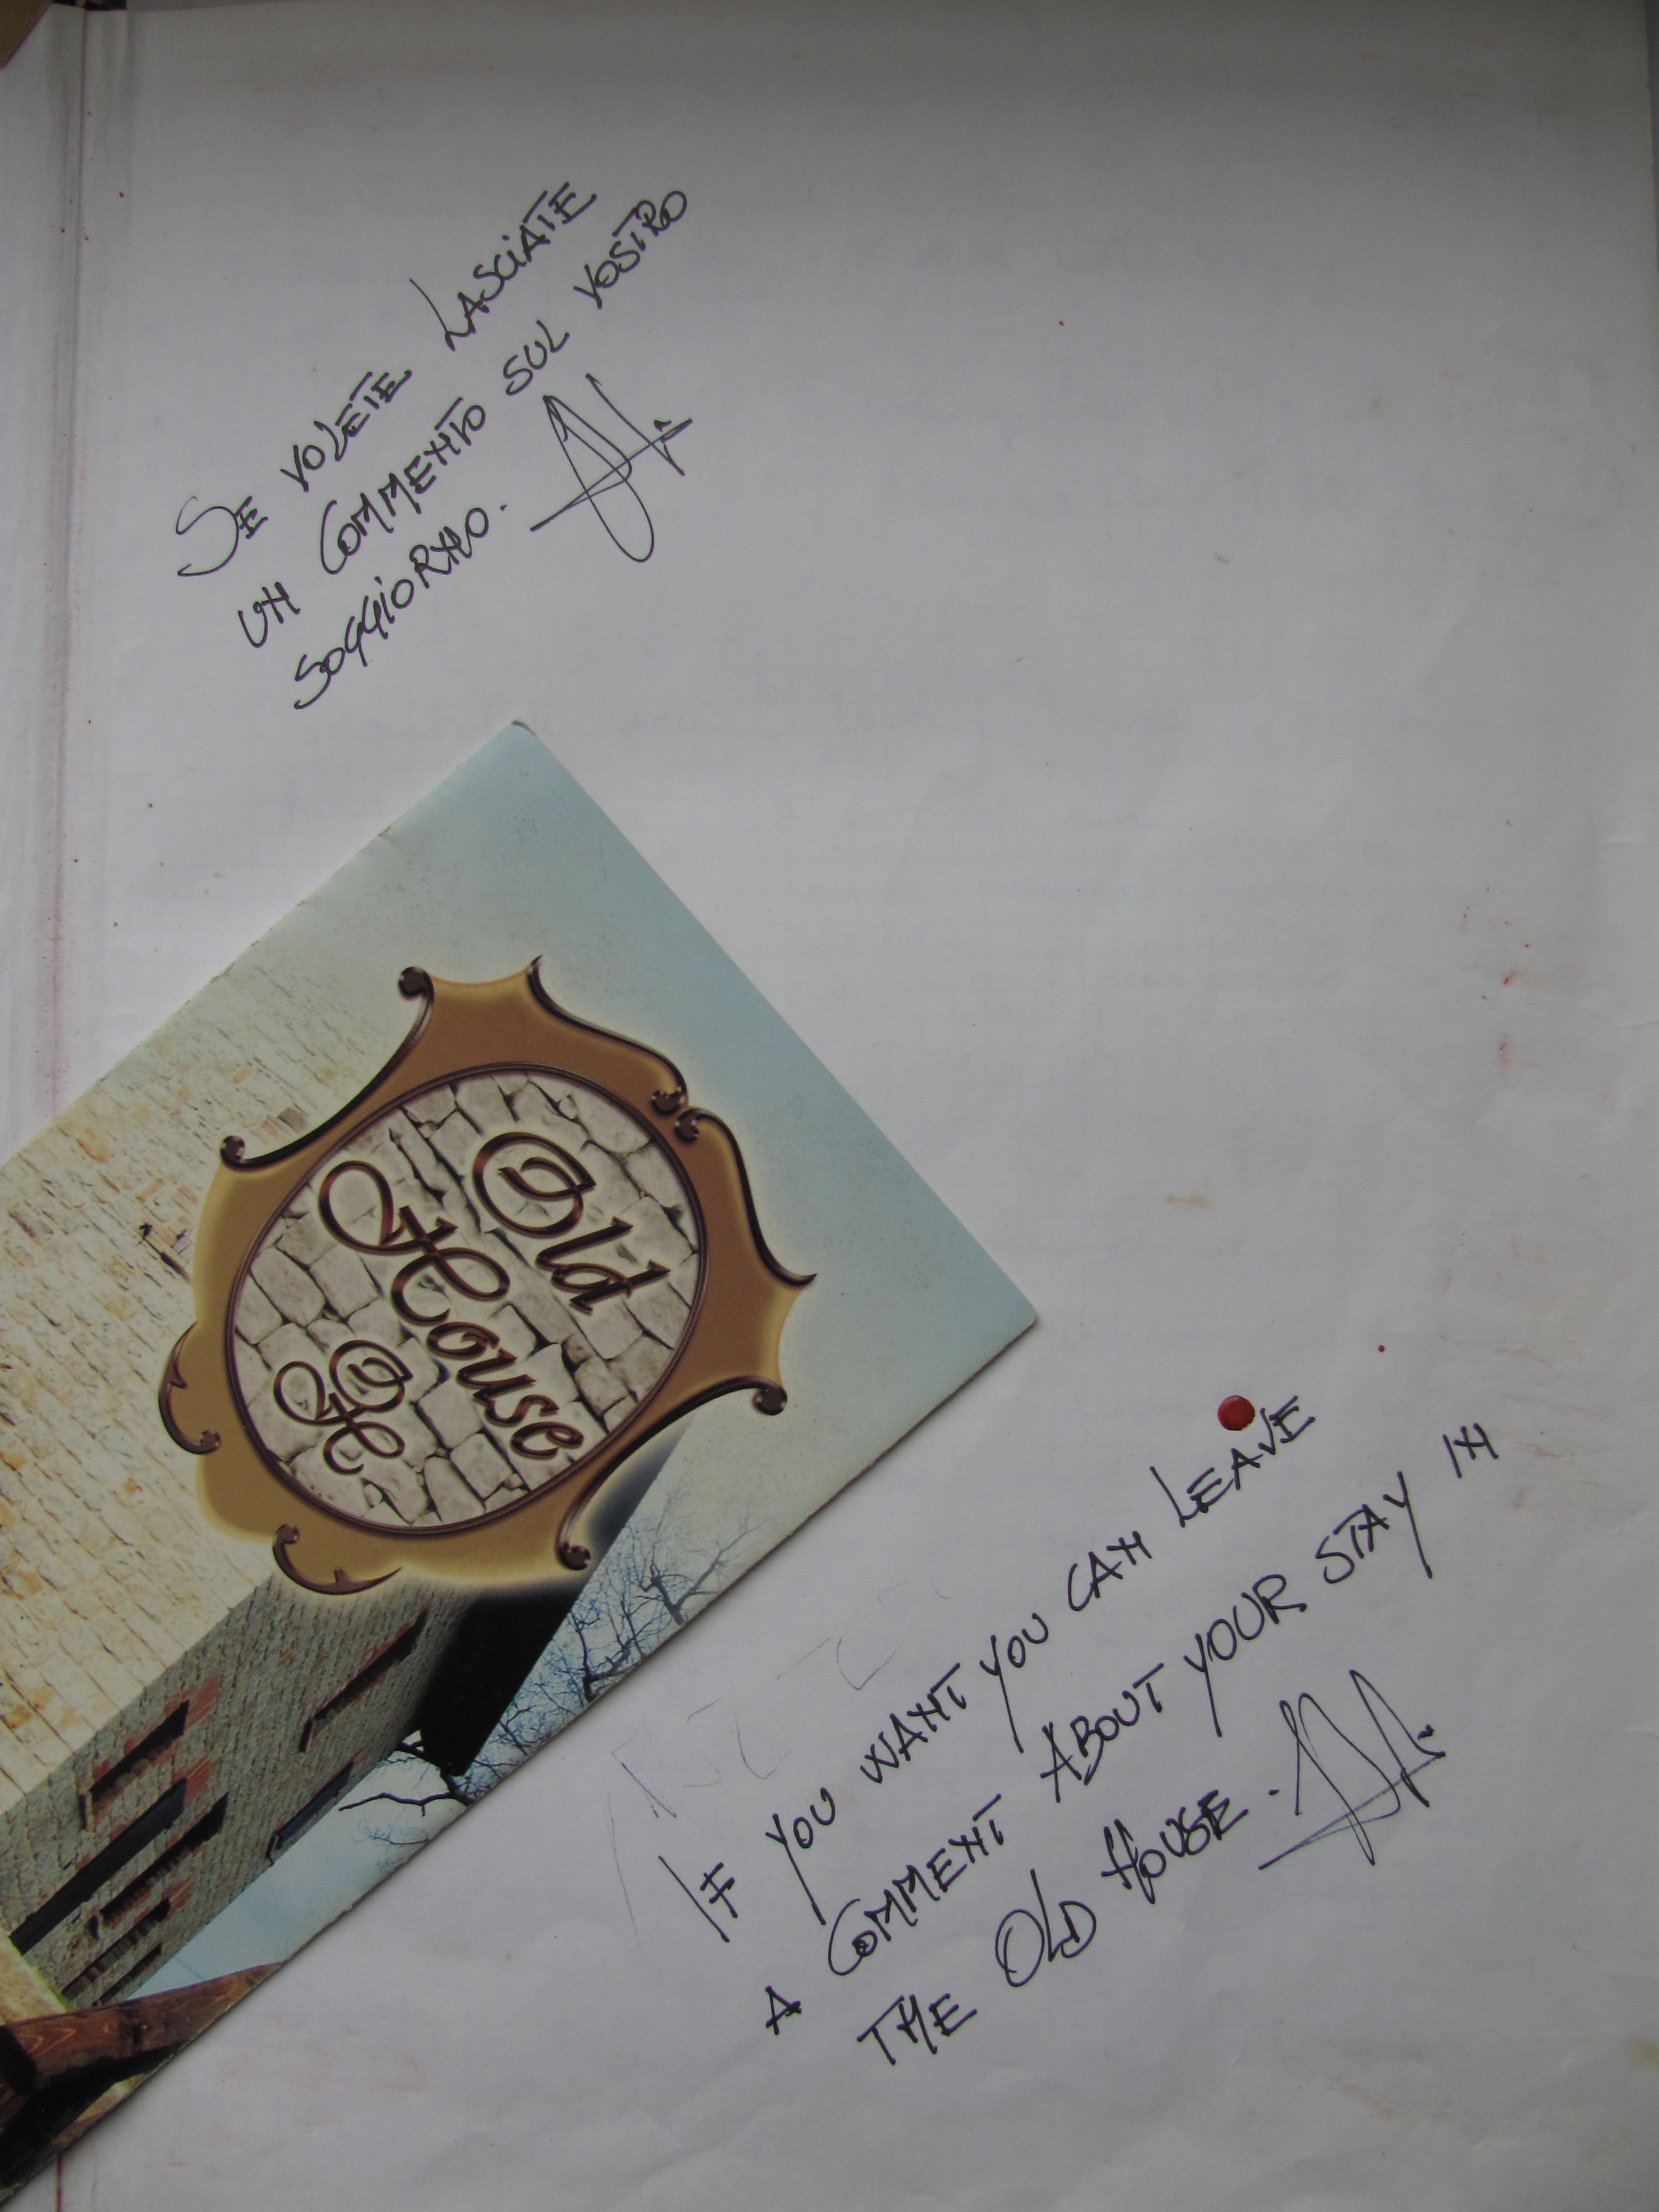 SE VOLETE LASCIATE
UN COMMENTO SUL VOSTRO
SOGGIORNO.
Old
House
OH
IF YOU WANT YOU CAN LEAVE
A COMMENT ABOUT YOUR STAY IN
THE OLD HOUSE.